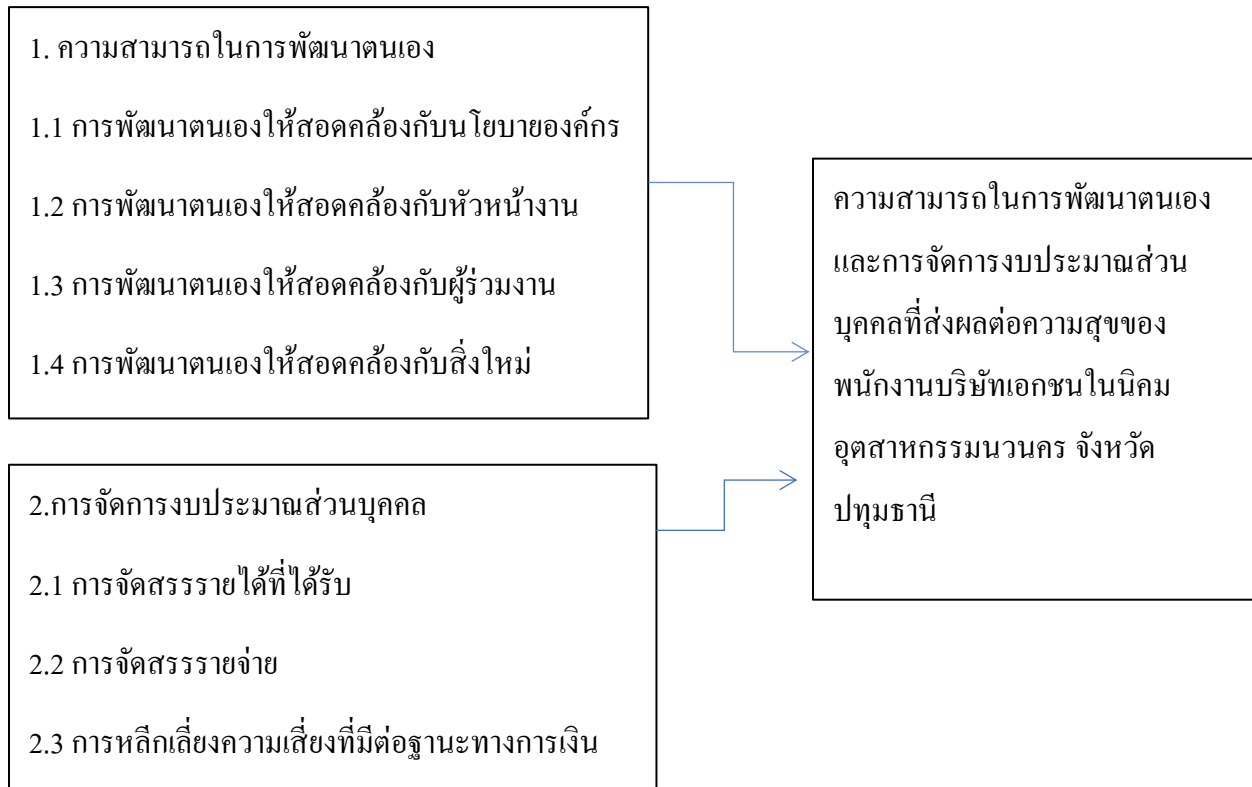 1. ความสามารถในการพัฒนาตนเอง
1.1 การพัฒนาตนเองให้สอดคล้องกับนโยบายองค์กร
1.2 การพัฒนาตนเองให้สอดคล้องกับหัวหน้างาน
1.3 การพัฒนาตนเองให้สอดคล้องกับผู้ร่วมงาน
1.4 การพัฒนาตนเองให้สอดคล้องกับสิ่งใหม่
2.การจัดการงบประมาณส่วนบุคคล
2.1 การจัดสรรรายได้ที่ได้รับ
2.2 การจัดสรรรายจ่าย
2.3 การหลีกเลี่ยงความเสี่ยงที่มีต่อฐานะทางการเงิน
ความสามารถในการพัฒนาตนเอง
และการจัดการงบประมาณส่วน
บุคคลที่ส่งผลต่อความสุขของ
พนักงานบริษัทเอกชนในนิคม
อุตสาหกรรมนวนคร จังหวัด
ปทุมธานี